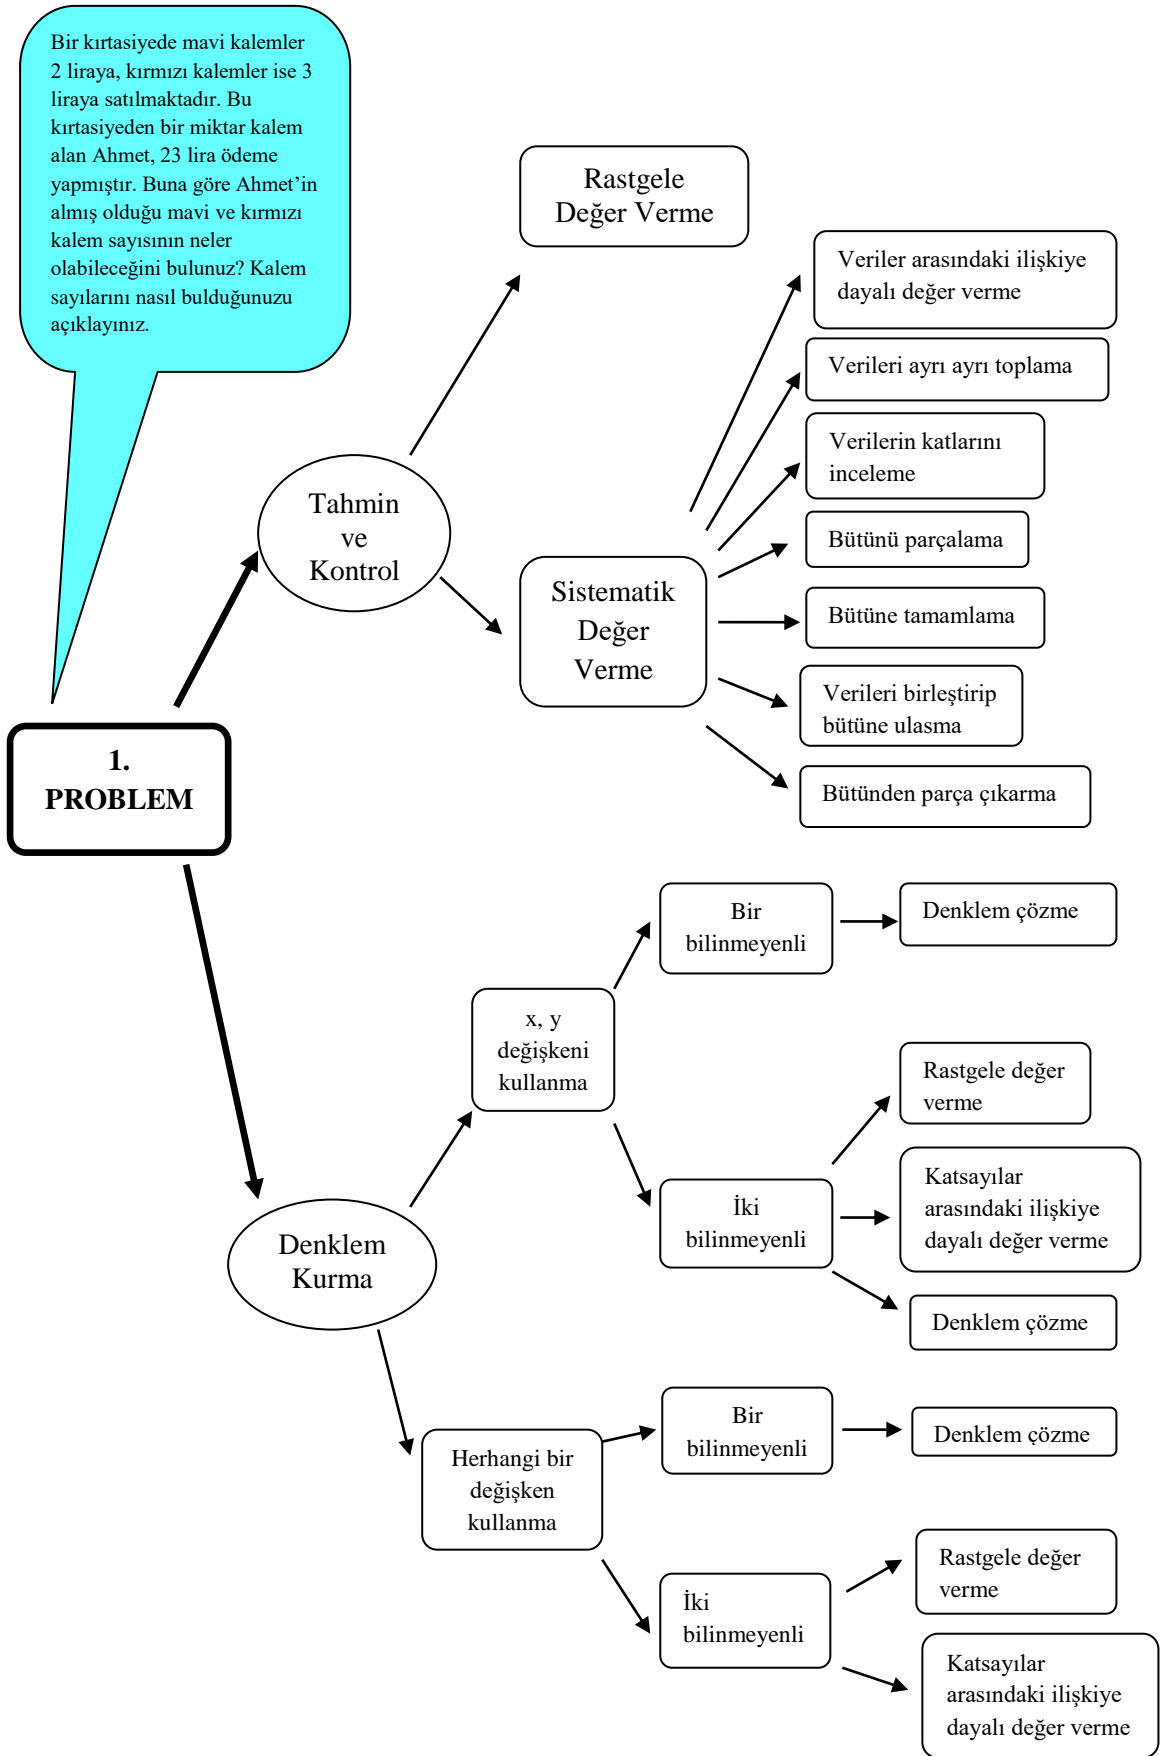 Bir kırtasiyede mavi kalemler
2 liraya, kırmızı kalemler ise 3
liraya satılmaktadır. Bu
kırtasiyeden bir miktar kalem
alan Ahmet, 23 lira ödeme
yapmıştır. Buna göre Ahmet’in
almış olduğu mavi ve kırmızı
kalem sayısının neler
olabileceğini bulunuz? Kalem
sayılarını nasıl bulduğunuzu
açıklayınız.
Rastgele
Değer Verme
Veriler arasındaki ilişkiye
dayalı değer verme
Verileri ayrı ayrı toplama
Verilerin katlarını
inceleme
Tahmin
ve
Kontrol
Bütünü parçalama
Sistematik
Değer
Verme
Bütüne tamamlama
Verileri birleştirip
bütüne ulasma
Bütünden parça çıkarma
1.
PROBLEM
Bir
bilinmeyenli
Denklem çözme
x, y
değişkeni
kullanma
Rastgele değer
verme
Katsayılar
arasındaki ilişkiye
dayalı değer verme
İki
bilinmeyenli
Denklem
Kurma
Denklem çözme
Bir
bilinmeyenli
Denklem çözme
Herhangi bir
değişken
kullanma
Rastgele değer
verme
İki
bilinmeyenli
Katsayılar
arasındaki ilişkiye
dayalı değer verme